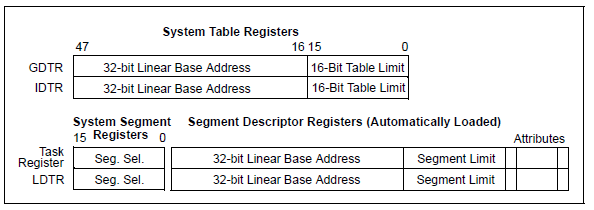 System Table Registers
47 16 15 0
GDTR 32-bit Linear Base Address 16-Bit Table Limit
IDTR 32-bit Linear Base Address 16-Bit Table Limit
System Segment Registers Segment Descriptor Registers (Automatically Loaded)
15 0 Attributes
Task Register Seg. Sel. 32-bit Linear Base Address Segment Limit
LDTR Seg. Sel. 32-bit Linear Base Address Segment Limit